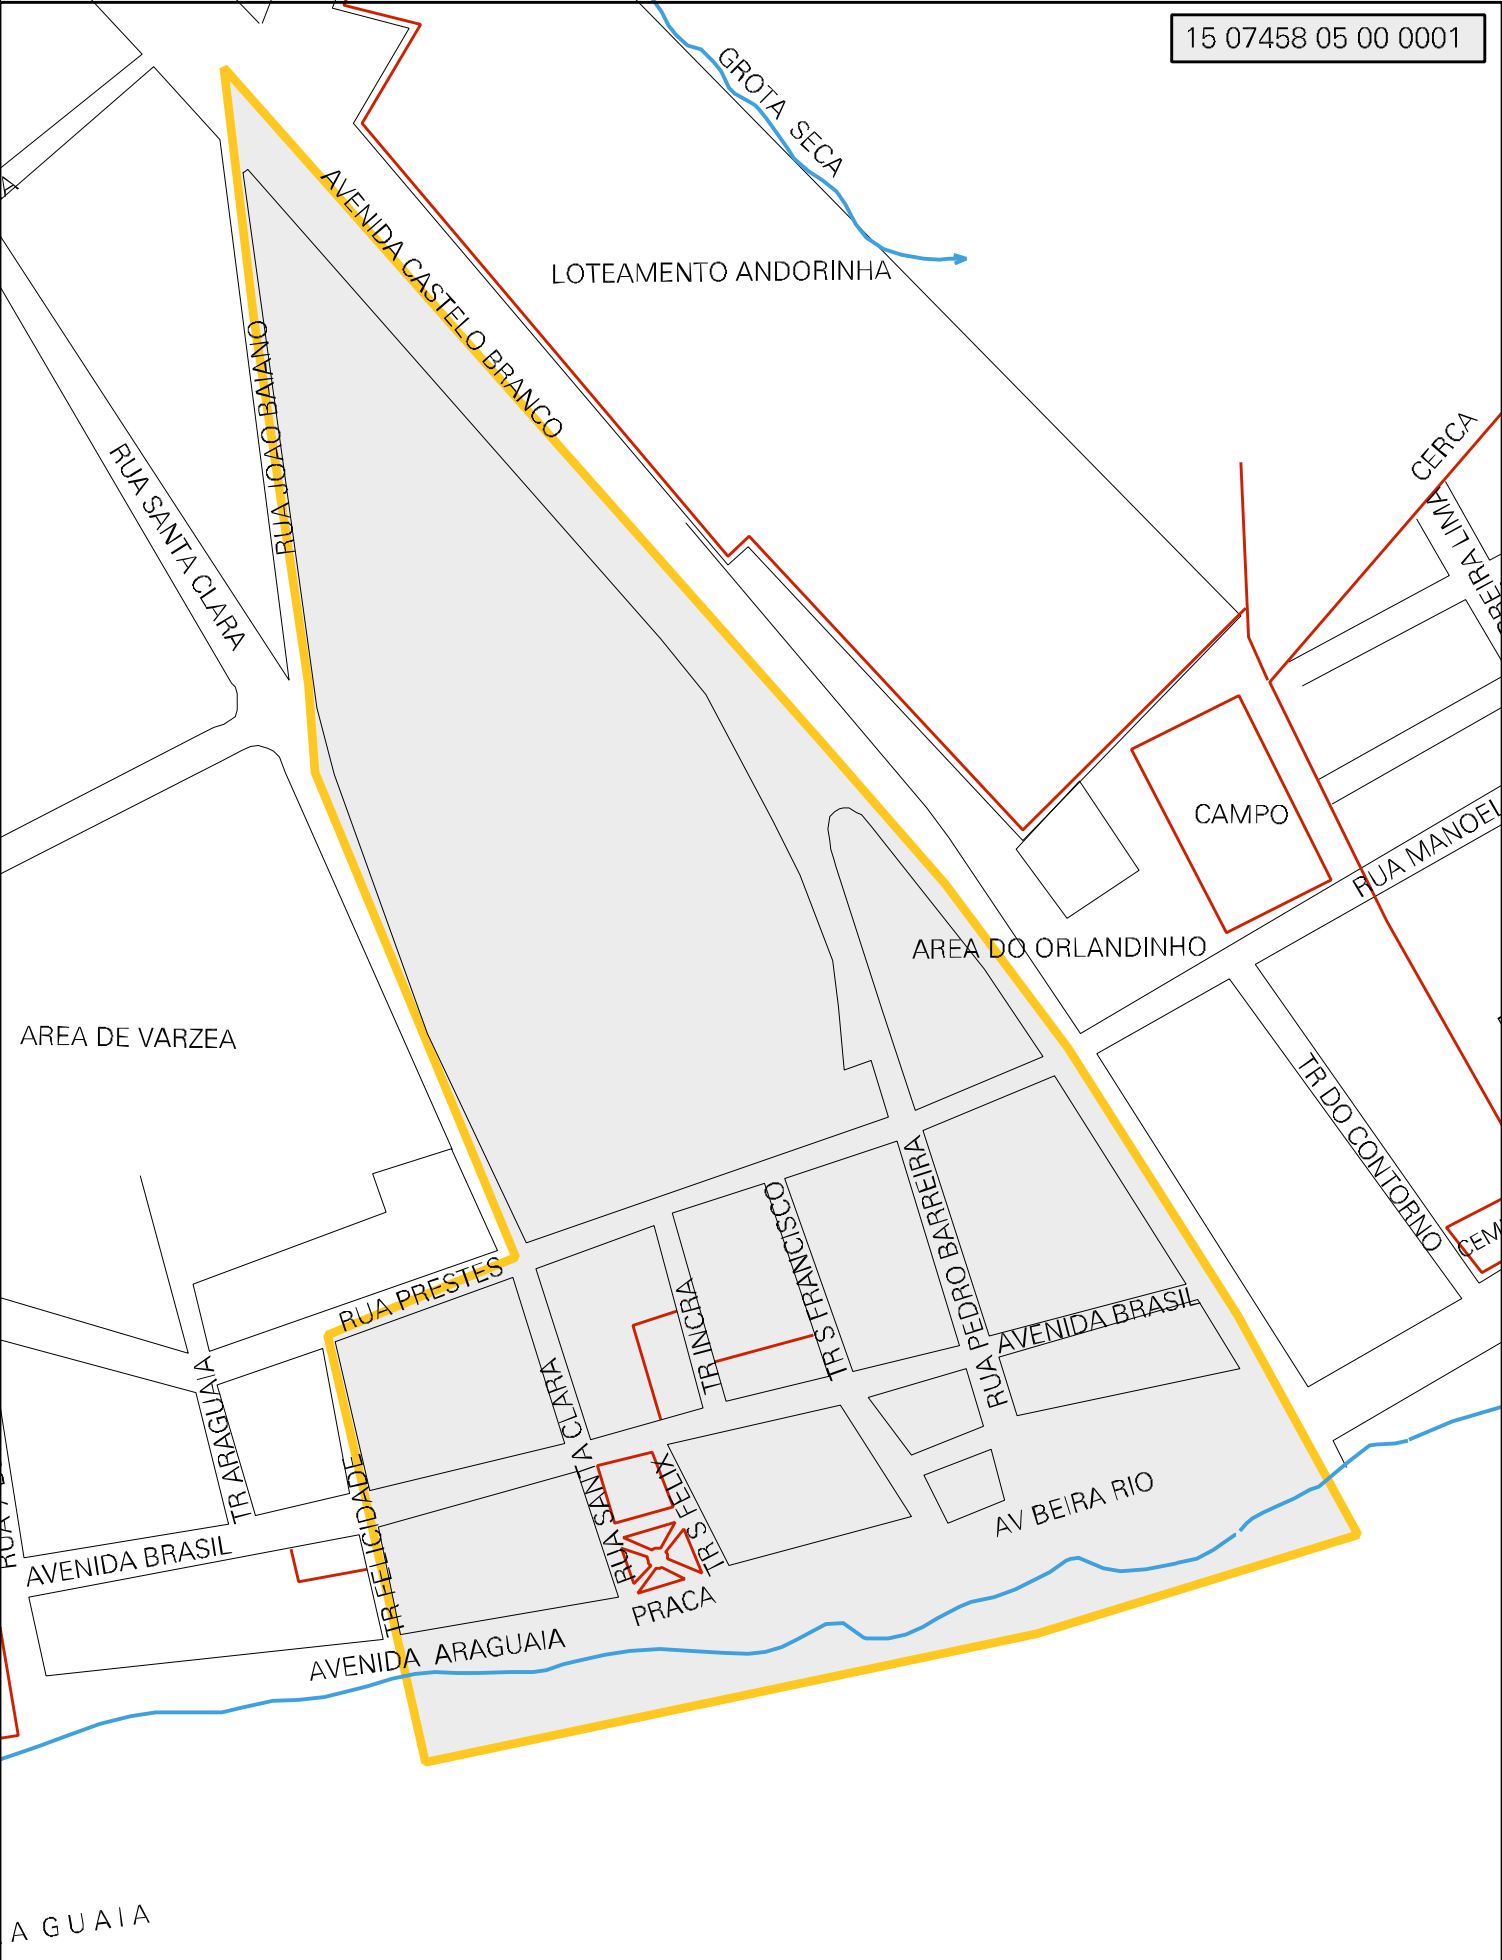 15 07458 05 00 0001
GROTA SECA
AVENIDA CASTELO BRANCO
LOTEAMENTO ANDORINHA
RUA JOAO BAIANO
RUA SANTA CLARA
CERCA
LIMA
CAMPO
RUA MANOEL
AREA DO ORLANDINHO
AREA DE VARZEA
TR DO CONTORNO
CEM
RUA PRESTES
TR INCRA
TR S FRANCISCO
RUA PEDRO BARREIRA
AVENIDA BRASIL
TR ARAGUAIA
TR FELICIDADE
RUA SANTA CLARA
TR S FELIX
AV BEIRA RIO
AVENIDA BRASIL
PRACA
AVENIDA ARAGUAIA
A GUAIA